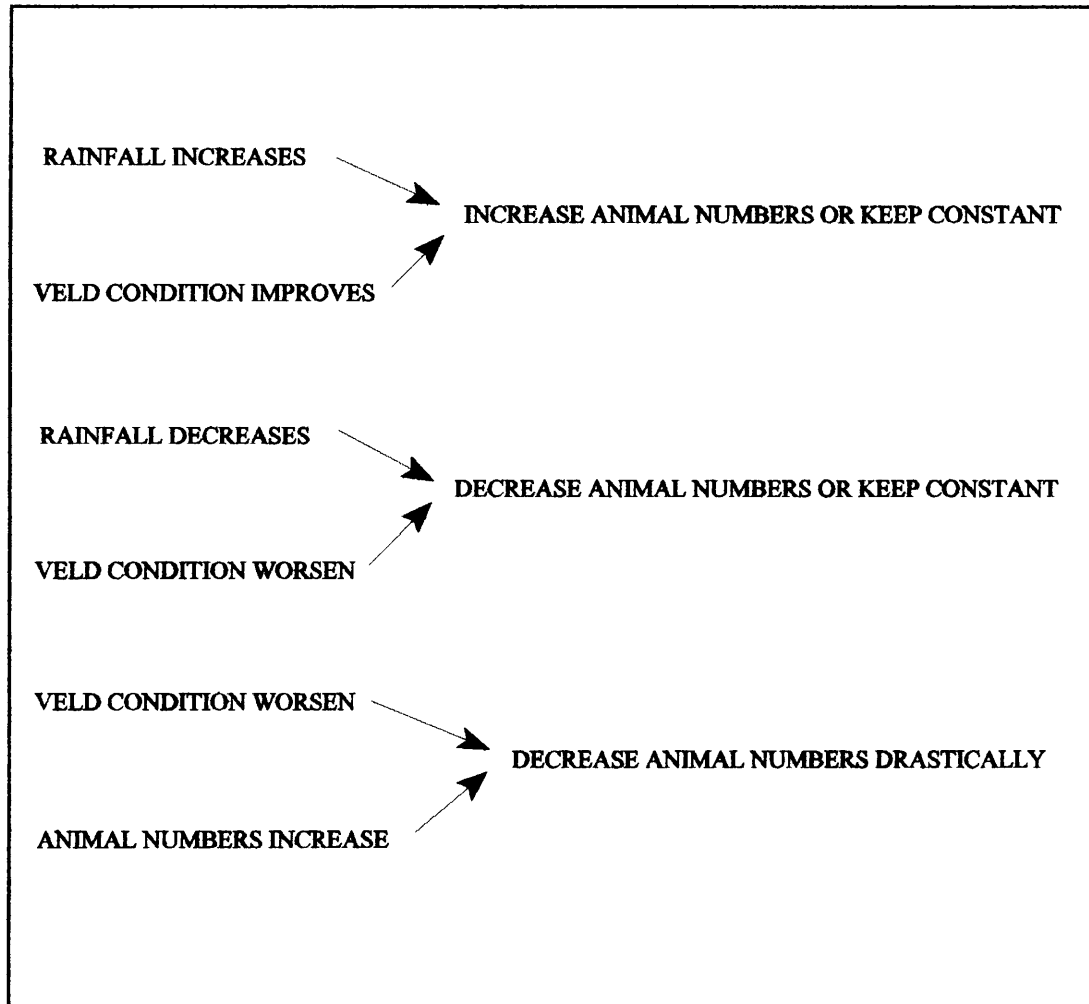 RAINFALL INCREASES
INCREASE ANIMAL NUMBERS OR KEEP CONSTANT
VELD CONDITION IMPROVES
RAINFALL DECREASES
DECREASE ANIMAL NUMBERS OR KEEP CONSTANT
VELD CONDITION WORSEN
VELD CONDITION WORSEN
DECREASE ANIMAL NUMBERS DRASTICALLY
ANIMAL NUMBERS INCREASE